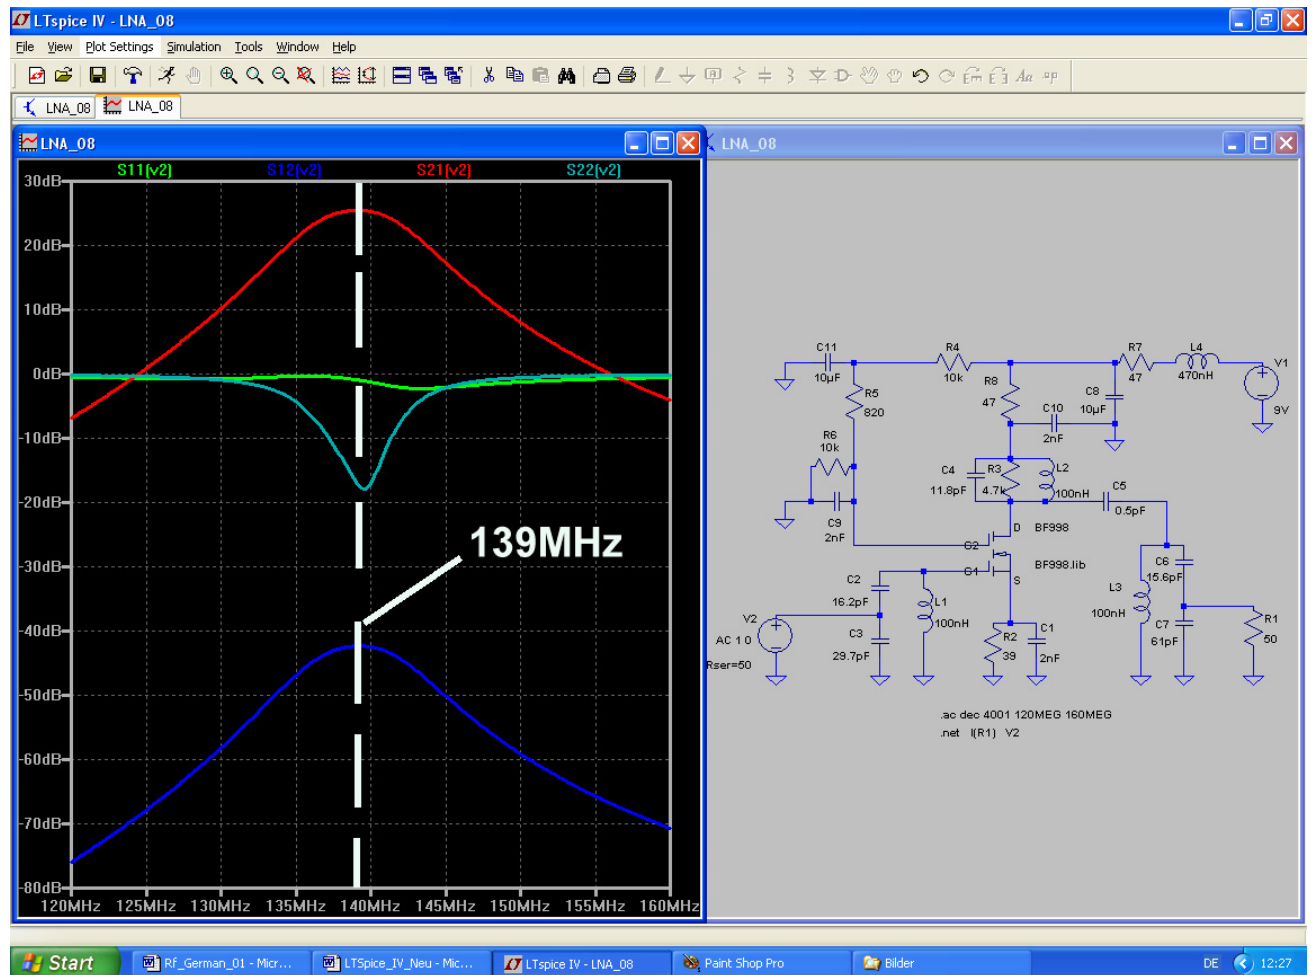 LTspice IV - LNA_08
File View Plot Settings Simulation Tools Window Help
LNA_08 LNA_08
LNA_08
S11(v2) S12(v2) S21(v2) S22(v2)
30dB
20dB
10dB
0dB
-10dB
-20dB
-30dB
-40dB
-50dB
-60dB
-70dB
-80dB
139MHz
120MHz 125MHz 130MHz 135MHz 140MHz 145MHz 150MHz 155MHz 160MHz
LNA_08
C11
10µF
R4
10k
R7
47
L4
470nH
V1
9V
R5
820
R8
47
C10
2nF
C8
10µF
R6
10k
C4
11.8pF
R3
4.7k
L2
100nH
C5
0.5pF
C9
2nF
D
BF998
G2
BF998.lib
G1
S
C2
16.2pF
L1
100nH
V2
AC 1 0
Rser=50
C3
29.7pF
R2
39
C1
2nF
L3
100nH
C6
15.6pF
C7
61pF
R1
50
.ac dec 4001 120MEG 160MEG
.net I(R1) V2
Start Rf_German_01 - Micr... LTSpice_IV_Neu - Mic... LTspice IV - LNA_08 Paint Shop Pro Bilder DE 12:27